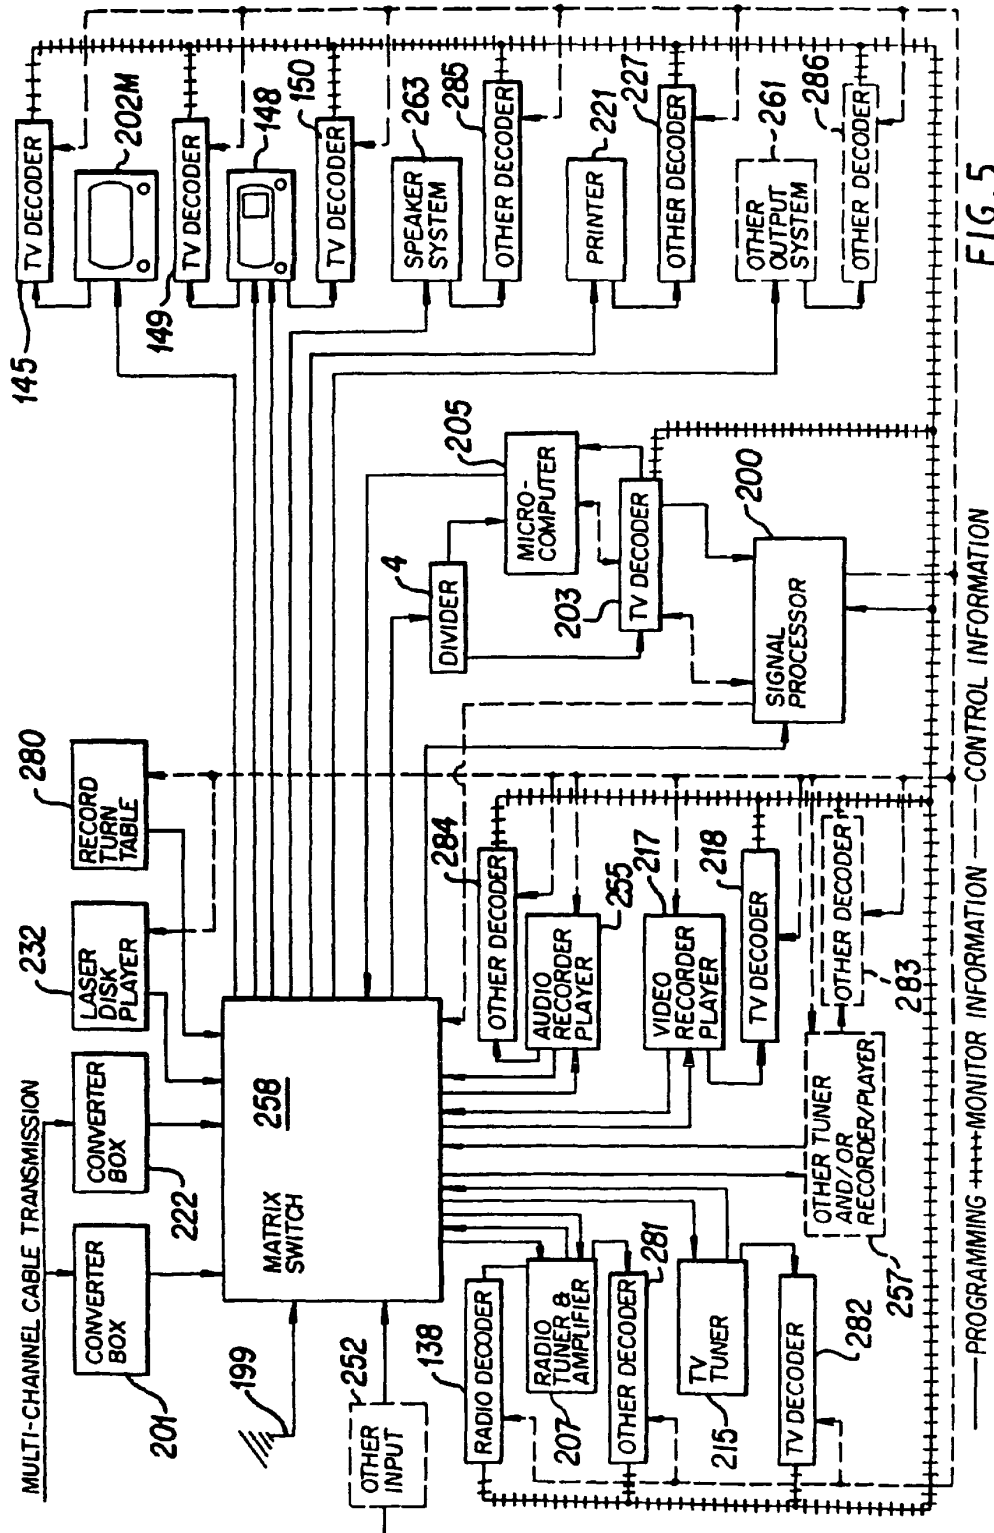 MULTI-CHANNEL CABLE TRANSMISSION
201
CONVERTER
BOX
222
CONVERTER
BOX
232
LASER
DISK
PLAYER
280
RECORD
TURN
TABLE
199
252
OTHER
INPUT
258
MATRIX
SWITCH
138
RADIO DECODER
207
RADIO
TUNER &
AMPLIFIER
OTHER DECODER
281
215
TV
TUNER
TV DECODER
282
284
OTHER DECODER
AUDIO
RECORDER
PLAYER
255
217
VIDEO
RECORDER
PLAYER
218
TV DECODER
OTHER DECODER
283
OTHER TUNER
AND/OR
RECORDER/PLAYER
257
4
DIVIDER
205
MICRO-
COMPUTER
203
TV DECODER
200
SIGNAL
PROCESSOR
145
TV DECODER
202M
149
TV DECODER
148
150
TV DECODER
263
SPEAKER
SYSTEM
285
OTHER DECODER
221
PRINTER
227
OTHER DECODER
261
OTHER
OUTPUT
SYSTEM
286
OTHER DECODER
PROGRAMMING ++++MONITOR INFORMATION ----CONTROL INFORMATION
FIG. 5